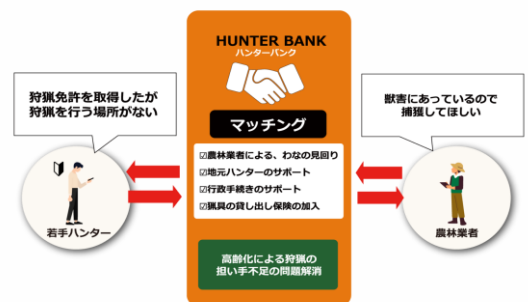 HUNTER BANK
ハンターバンク
狩猟免許を取得したが
狩猟を行う場所がない
獣害にあっているので
捕獲してほしい
マッチング
☑農林業者による、わなの見回り
☑地元ハンターのサポート
☑行政手続きのサポート
☑猟具の貸し出し保険の加入
若手ハンター
農林業者
高齢化による狩猟の
担い手不足の問題解消